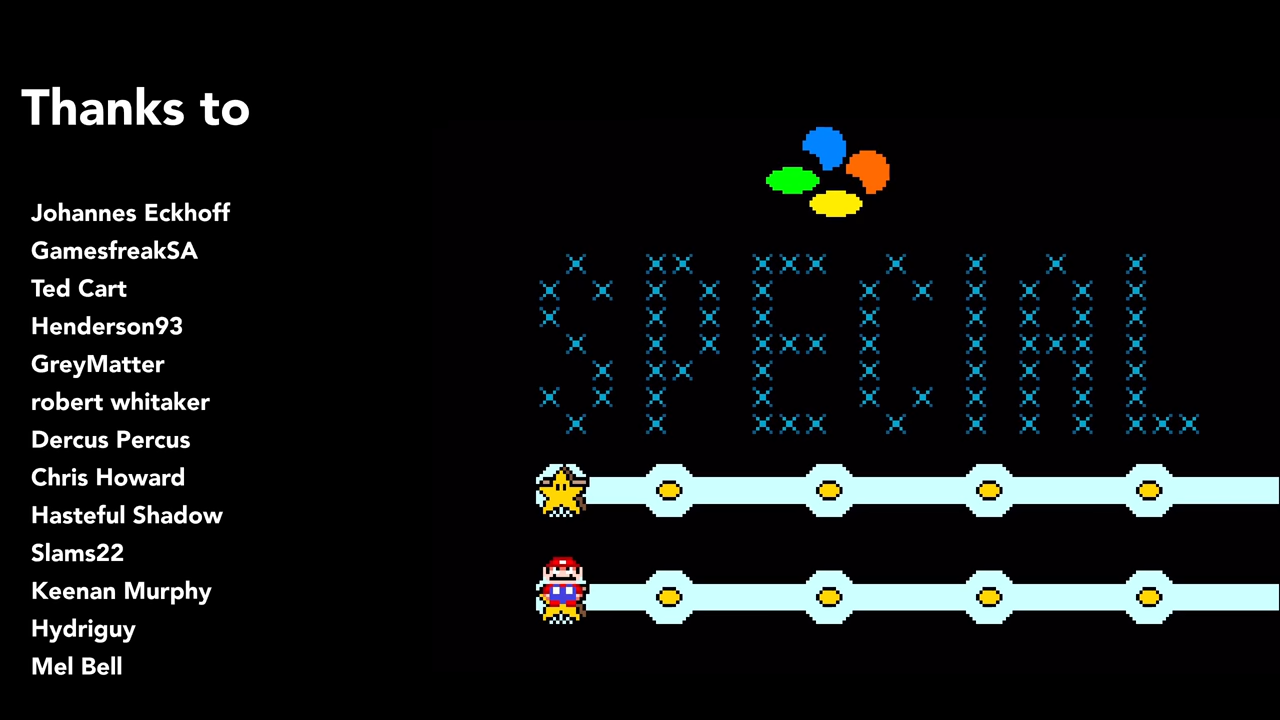 Thanks to
Johannes Eckhoff
GamesfreakSA
Ted Cart
Henderson93
GreyMatter
robert whitaker
Dercus Percus
Chris Howard
Hasteful Shadow
Slams22
Keenan Murphy
Hydriguy
Mel Bell
SPECIAL